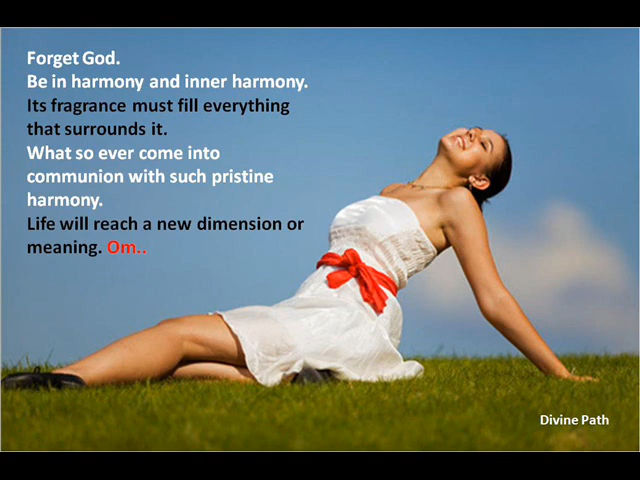 Forget God.
Be in harmony and inner harmony.
Its fragrance must fill everything
that surrounds it.
What so ever come into
communion with such pristine
harmony.
Life will reach a new dimension or
meaning. Om..
Divine Path